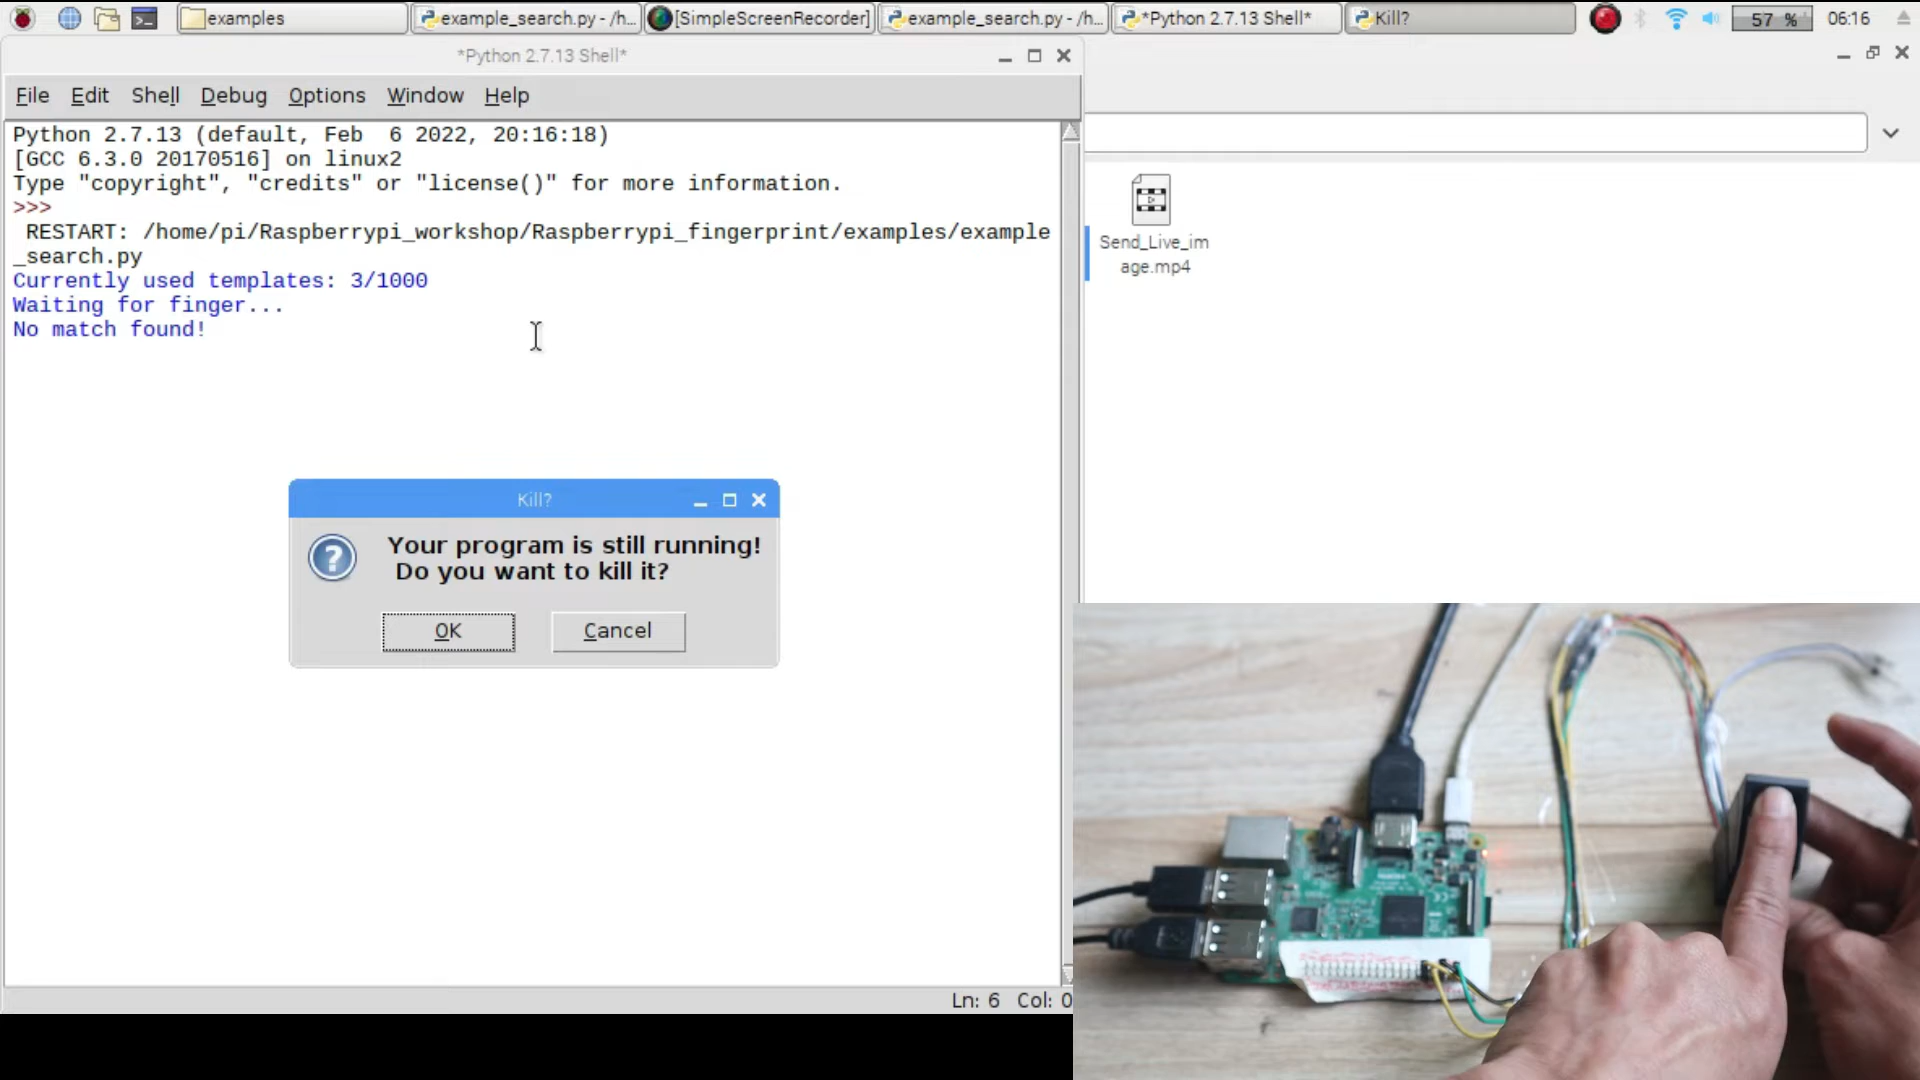 examples
example_search.py - /h...
[SimpleScreenRecorder]
example_search.py - /h...
*Python 2.7.13 Shell*
Kill?
57 %
06:16
*Python 2.7.13 Shell*
File Edit Shell Debug Options Window Help
Python 2.7.13 (default, Feb  6 2022, 20:16:18)
[GCC 6.3.0 20170516] on linux2
Type "copyright", "credits" or "license()" for more information.
>>>
RESTART: /home/pi/Raspberrypi_workshop/Raspberrypi_fingerprint/examples/example
_search.py
Currently used templates: 3/1000
Waiting for finger...
No match found!
Send_Live_im
age.mp4
Kill?
Your program is still running!
Do you want to kill it?
OK
Cancel
Ln: 6 Col: 0